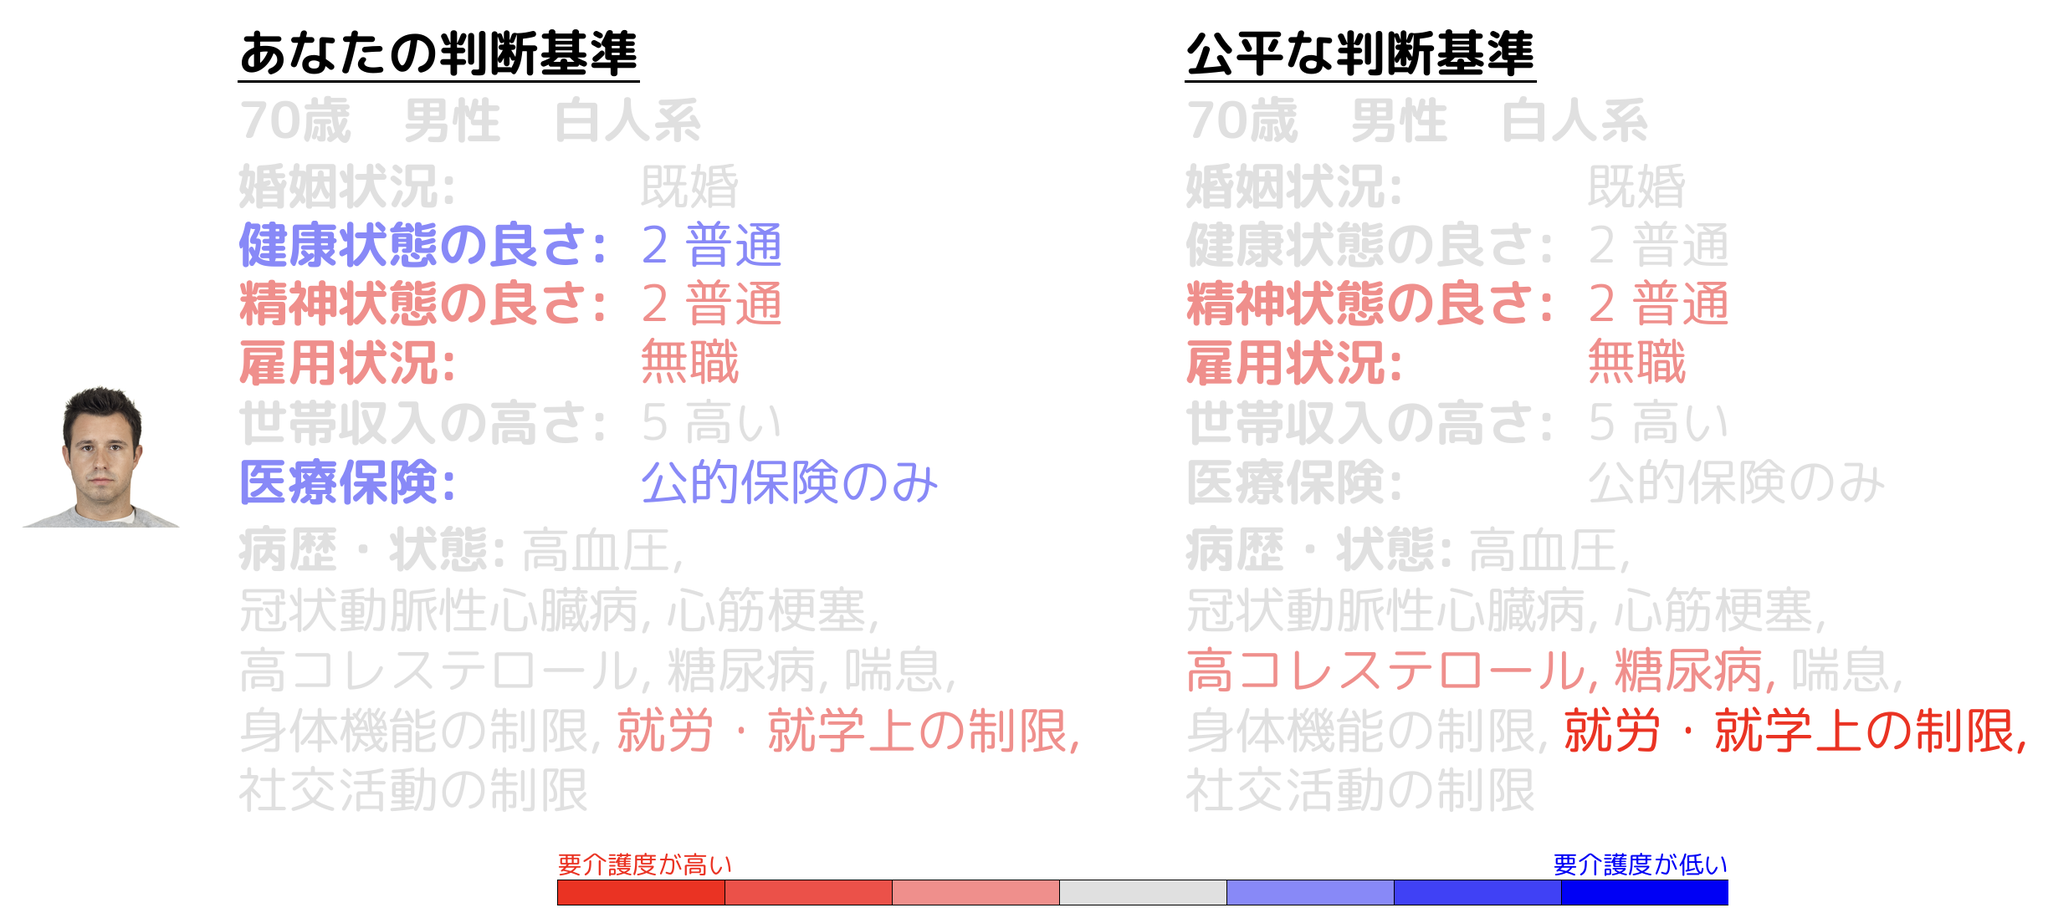 あなたの判断基準
70歳　男性　白人系
婚姻状況: 既婚
健康状態の良さ: 2 普通
精神状態の良さ: 2 普通
雇用状況: 無職
世帯収入の高さ: 5 高い
医療保険: 公的保険のみ
病歴・状態: 高血圧,
冠状動脈性心臓病, 心筋梗塞,
高コレステロール, 糖尿病, 喘息,
身体機能の制限, 就労・就学上の制限,
社交活動の制限
公平な判断基準
70歳　男性　白人系
婚姻状況: 既婚
健康状態の良さ: 2 普通
精神状態の良さ: 2 普通
雇用状況: 無職
世帯収入の高さ: 5 高い
医療保険: 公的保険のみ
病歴・状態: 高血圧,
冠状動脈性心臓病, 心筋梗塞,
高コレステロール, 糖尿病, 喘息,
身体機能の制限, 就労・就学上の制限,
社交活動の制限
要介護度が高い
要介護度が低い